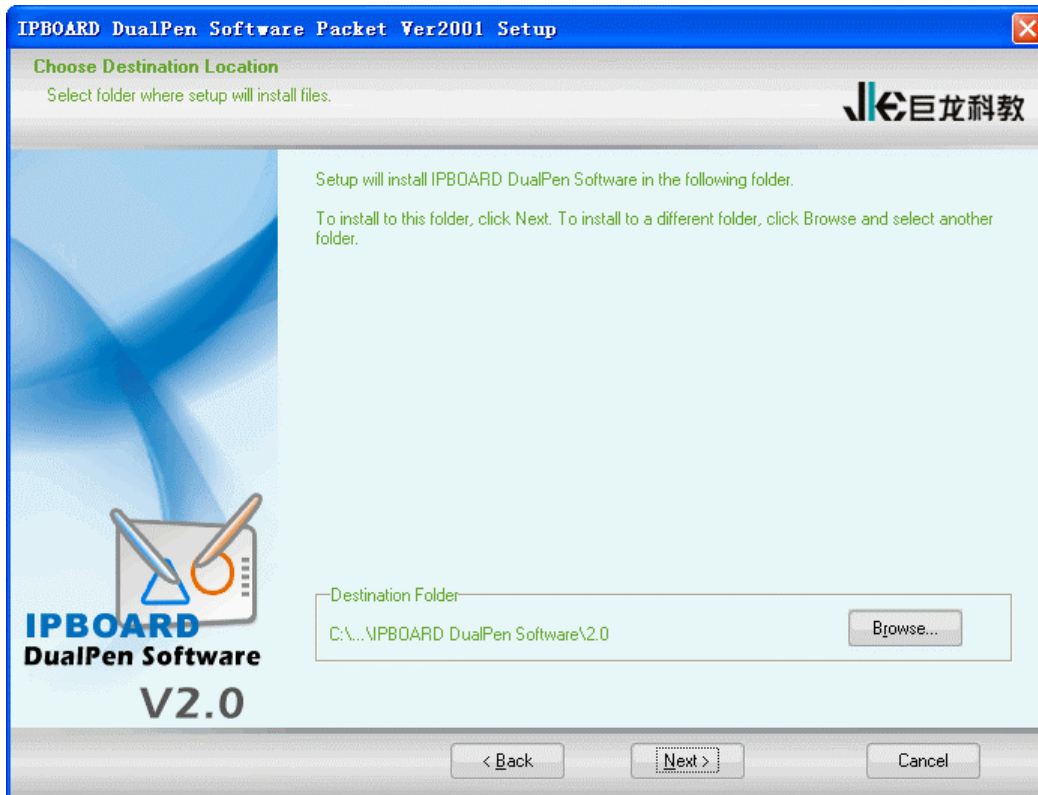 IPBOARD DualPen Software Packet Ver2001 Setup
Choose Destination Location
Select folder where setup will install files.
JKE巨龙科教
Setup will install IPBOARD DualPen Software in the following folder.
To install to this folder, click Next. To install to a different folder, click Browse and select another
folder.
IPBOARD
DualPen Software
V2.0
Destination Folder
C:\...\IPBOARD DualPen Software\2.0
Browse...
< Back
Next >
Cancel